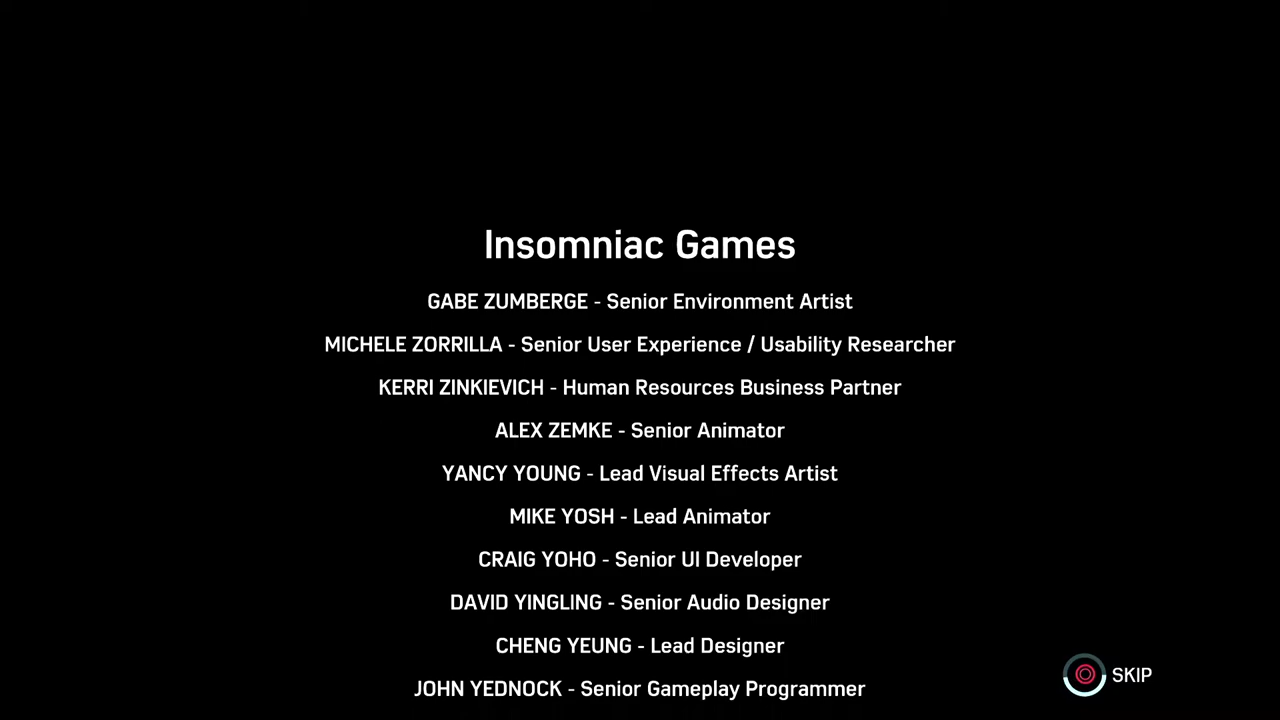 Insomniac Games
GABE ZUMBERGE - Senior Environment Artist
MICHELE ZORRILLA - Senior User Experience / Usability Researcher
KERRI ZINKIEVICH - Human Resources Business Partner
ALEX ZEMKE - Senior Animator
YANCY YOUNG - Lead Visual Effects Artist
MIKE YOSH - Lead Animator
CRAIG YOHO - Senior UI Developer
DAVID YINGLING - Senior Audio Designer
CHENG YEUNG - Lead Designer
JOHN YEDNOCK - Senior Gameplay Programmer
SKIP